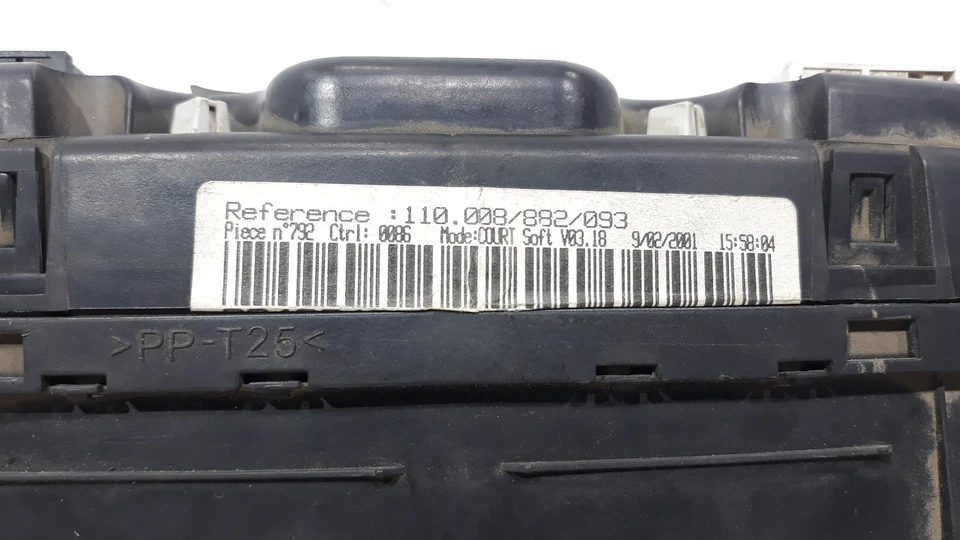 Reference :110.008/882/093
Piece n°792 Ctrl: 0086 Mode:COURT Soft V03.18 9/02/2001 15:58:04
>PP-T25<